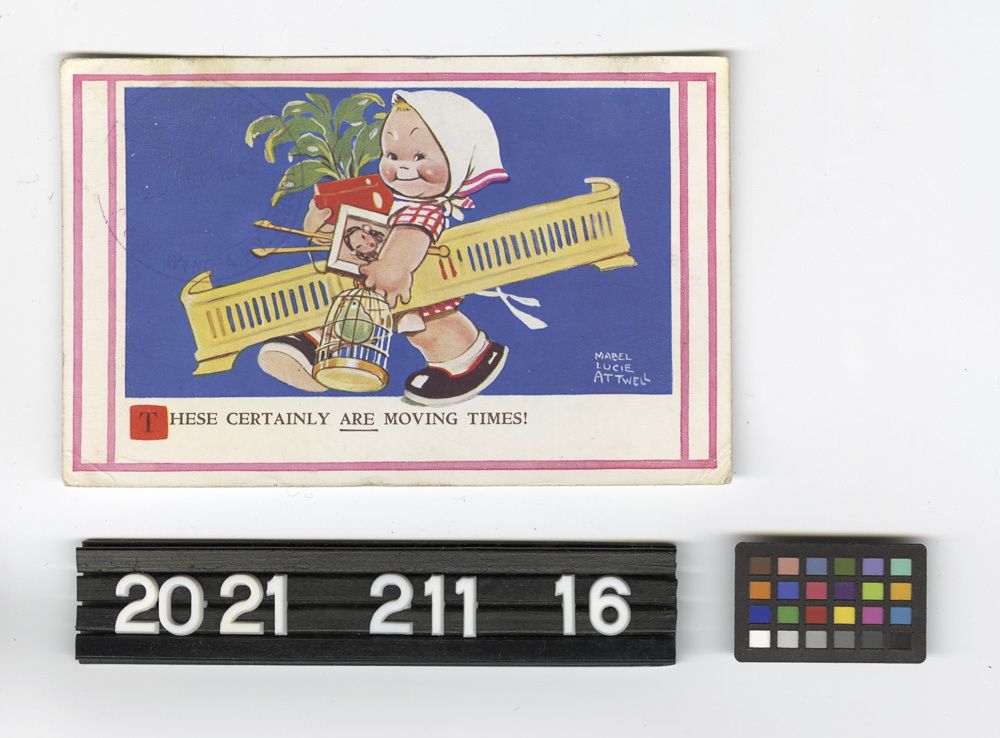 MABEL
LUCIE
ATTWELL
THESE CERTAINLY ARE MOVING TIMES!
2021 211 16